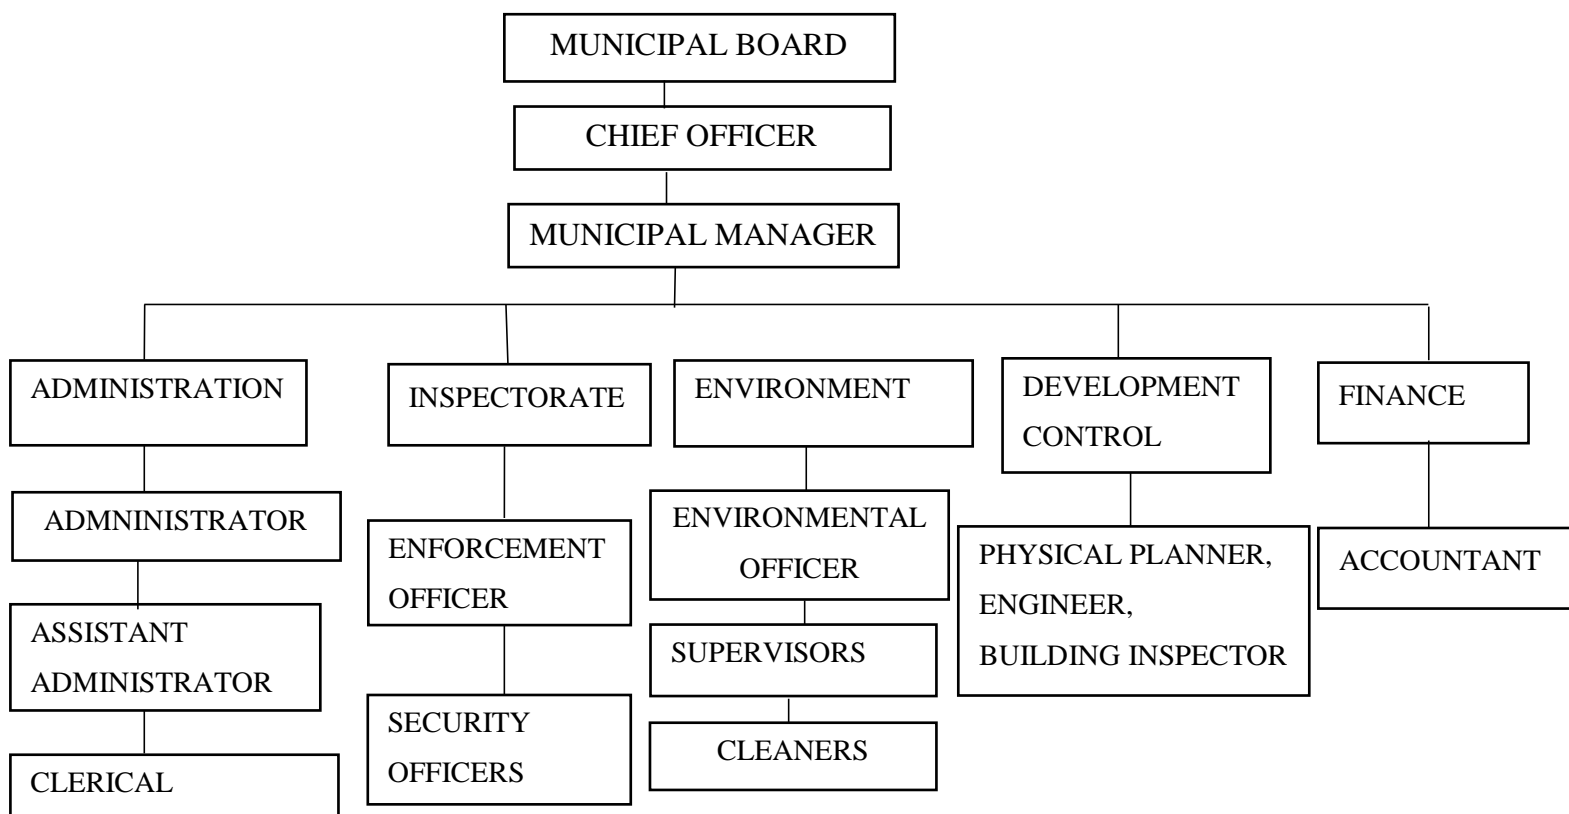 MUNICIPAL BOARD
CHIEF OFFICER
MUNICIPAL MANAGER
ADMINISTRATION
INSPECTORATE
ENVIRONMENT
DEVELOPMENT
CONTROL
FINANCE
ADMNINISTRATOR
ENFORCEMENT
OFFICER
ENVIRONMENTAL
OFFICER
PHYSICAL PLANNER,
ENGINEER,
BUILDING INSPECTOR
ACCOUNTANT
ASSISTANT
ADMINISTRATOR
SECURITY
OFFICERS
SUPERVISORS
CLEANERS
CLERICAL